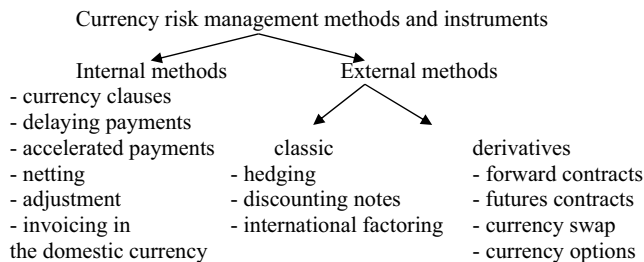 Currency risk management methods and instruments
Internal methods
- currency clauses
- delaying payments
- accelerated payments
- netting
- adjustment
- invoicing in
the domestic currency
External methods
classic
- hedging
- discounting notes
- international factoring
derivatives
- forward contracts
- futures contracts
- currency swap
- currency options